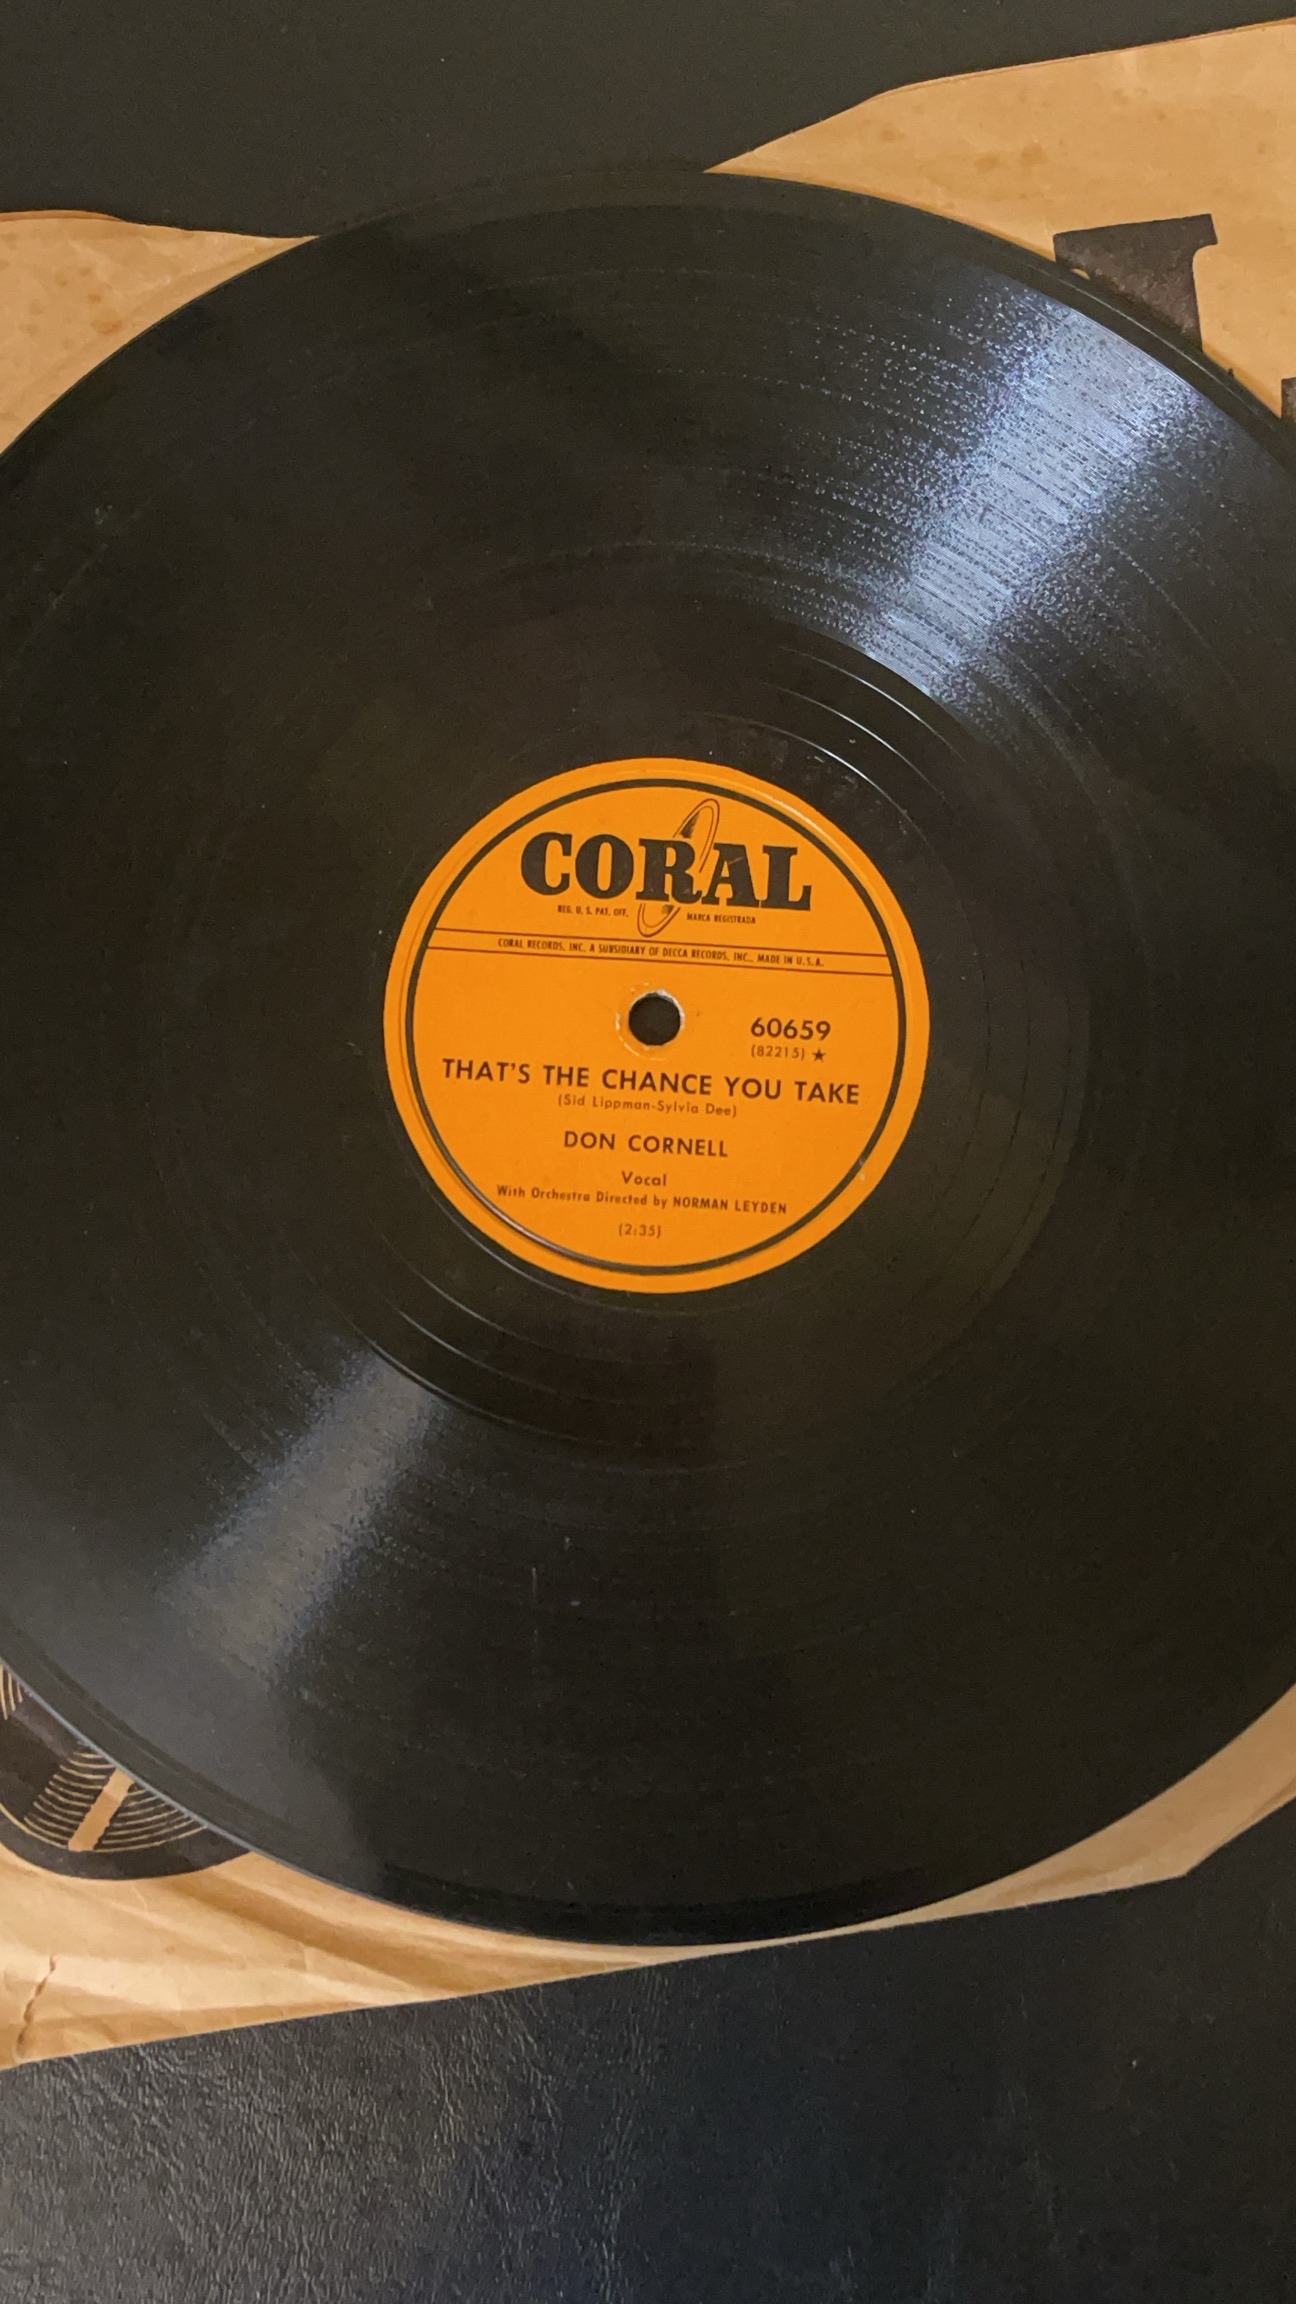 CORAL
REG. U. S. PAT. OFF. MARCA REGISTRADA
CORAL RECORDS, INC. A SUBSIDIARY OF DECCA RECORDS, INC., MADE IN U.S.A.
60659
(82215) ★
THAT'S THE CHANCE YOU TAKE
(Sid Lippman-Sylvia Dee)
DON CORNELL
Vocal
With Orchestra Directed by NORMAN LEYDEN
(2:35)